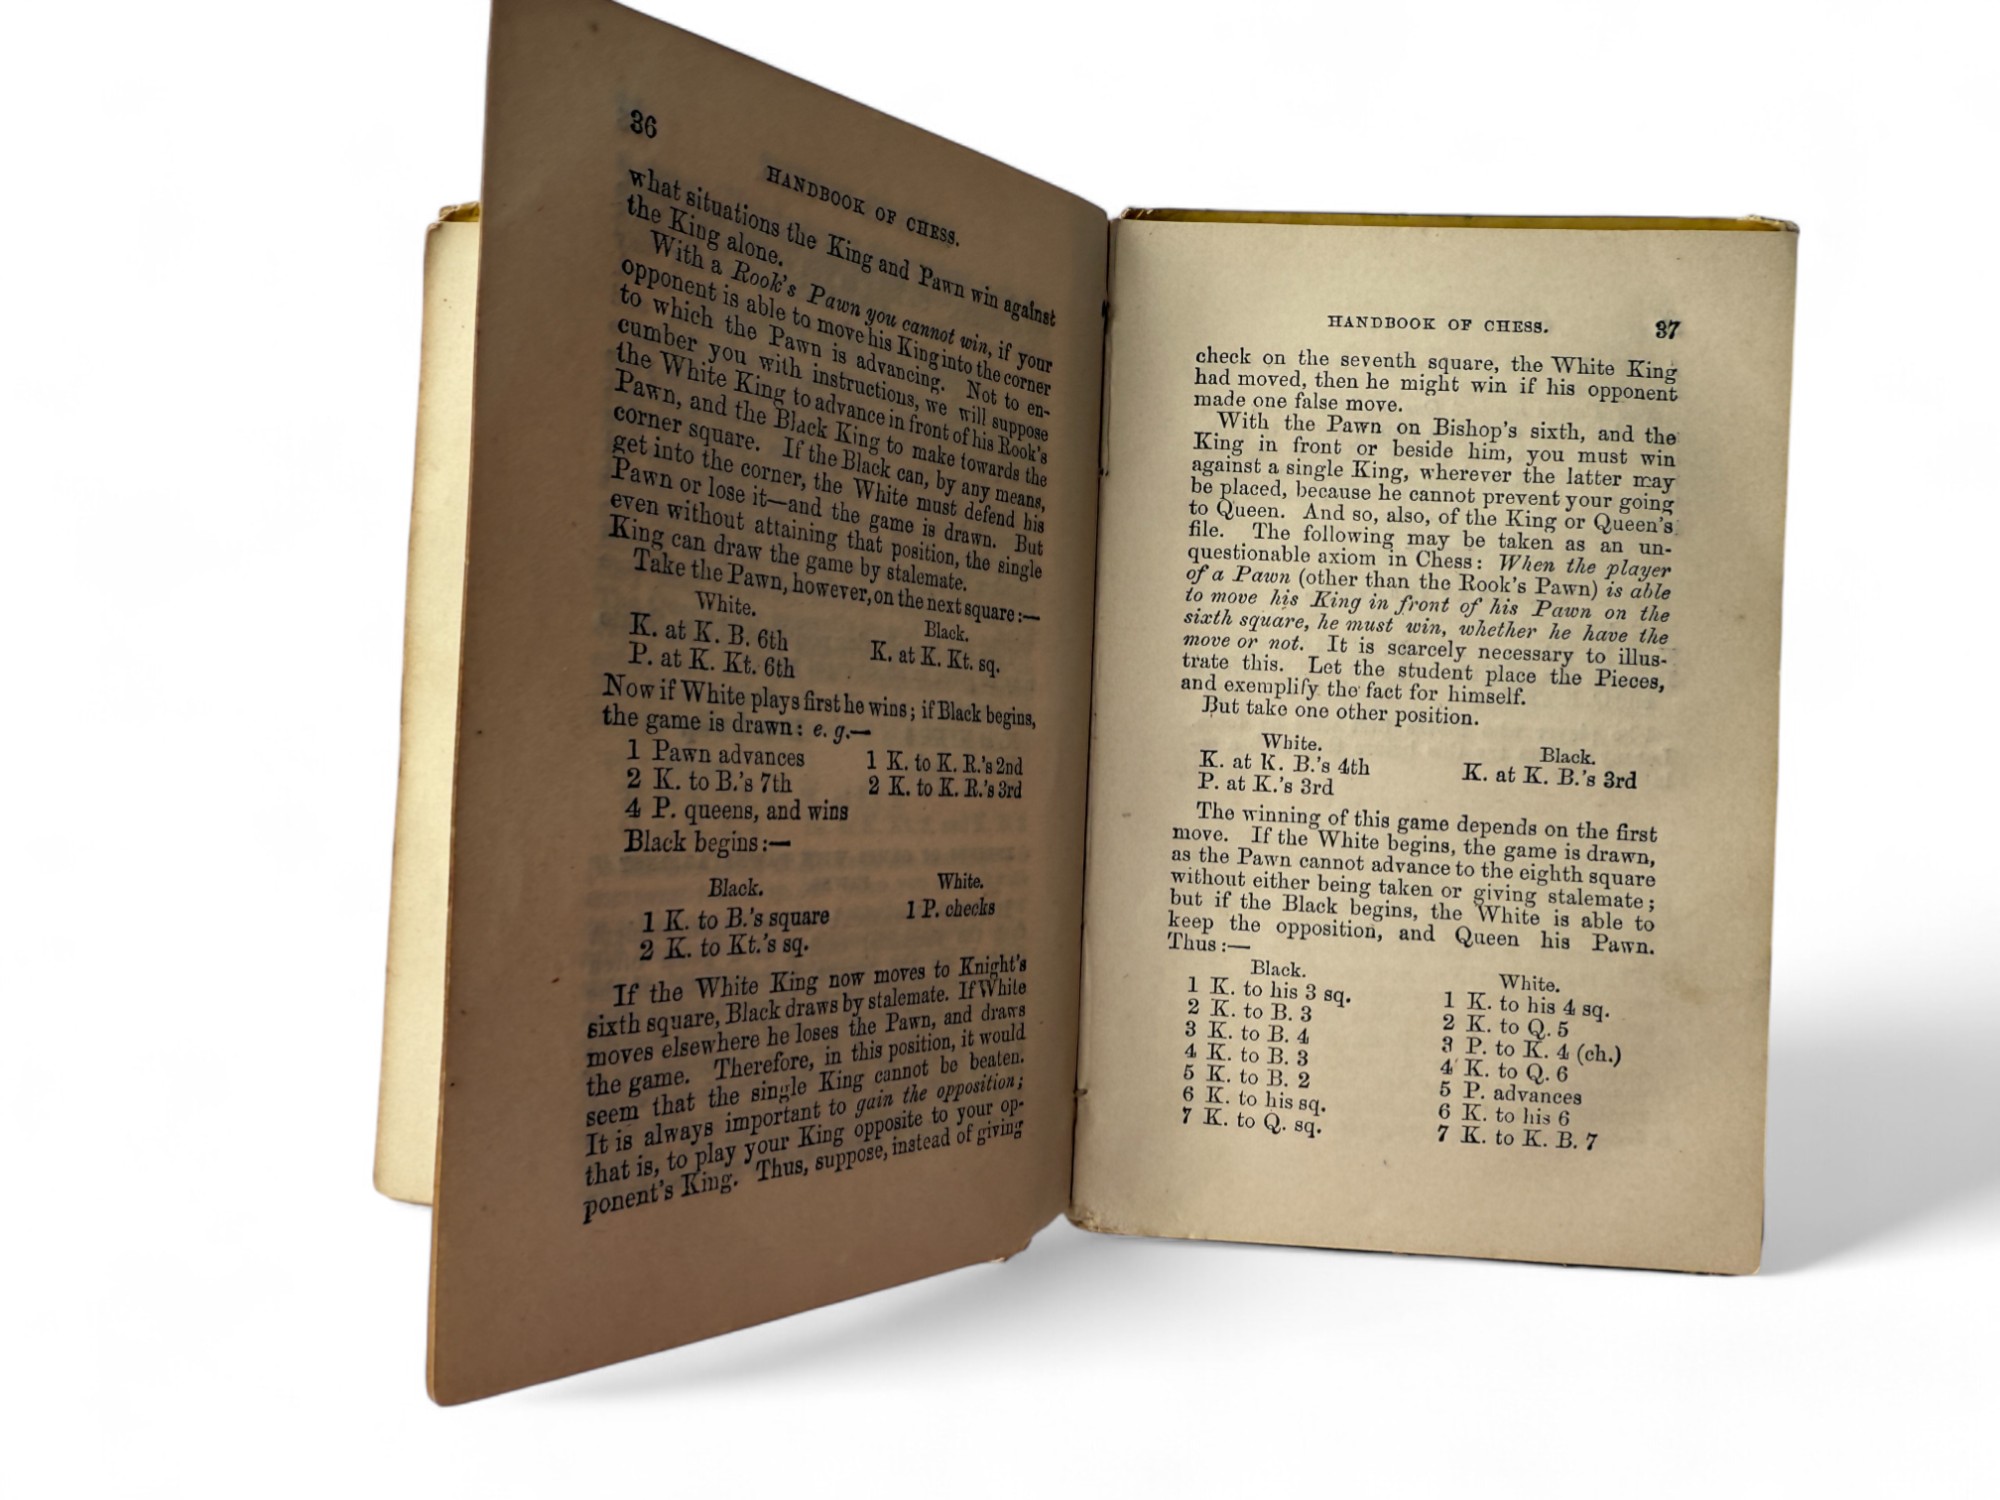 36
HANDBOOK OF CHESS.
what situations the King and Pawn win against
the King alone.
With a Rook's Pawn you cannot win, if your
opponent is able to move his King into the corner
to which the Pawn is advancing. Not to en-
cumber you with instructions, we will suppose
the White King to advance in front of his Rook's
Pawn, and the Black King to make towards the
corner square. If the Black can, by any means,
get into the corner, the White must defend his
Pawn or lose it—and the game is drawn. But
even without attaining that position, the single
King can draw the game by stalemate.
Take the Pawn, however, on the next square:—
White. Black.
K. at K. B. 6th K. at K. Kt. sq.
P. at K. Kt. 6th
Now if White plays first he wins; if Black begins,
the game is drawn: e. g.—
1 Pawn advances 1 K. to K. R.'s 2nd
2 K. to B.'s 7th 2 K. to K. R.'s 3rd
4 P. queens, and wins
Black begins:—
Black. White.
1 K. to B.'s square 1 P. checks
2 K. to Kt.'s sq.
If the White King now moves to Knight's
sixth square, Black draws by stalemate. If White
moves elsewhere he loses the Pawn, and draws
the game. Therefore, in this position, it would
seem that the single King cannot be beaten.
It is always important to gain the opposition;
that is, to play your King opposite to your op-
ponent's King. Thus, suppose, instead of giving
HANDBOOK OF CHESS. 37
check on the seventh square, the White King
had moved, then he might win if his opponent
made one false move.
With the Pawn on Bishop's sixth, and the
King in front or beside him, you must win
against a single King, wherever the latter may
be placed, because he cannot prevent your going
to Queen. And so, also, of the King or Queen's
file. The following may be taken as an un-
questionable axiom in Chess: When the player
of a Pawn (other than the Rook's Pawn) is able
to move his King in front of his Pawn on the
sixth square, he must win, whether he have the
move or not. It is scarcely necessary to illus-
trate this. Let the student place the Pieces,
and exemplify the fact for himself.
But take one other position.
White. Black.
K. at K. B.'s 4th K. at K. B.'s 3rd
P. at K.'s 3rd
The winning of this game depends on the first
move. If the White begins, the game is drawn,
as the Pawn cannot advance to the eighth square
without either being taken or giving stalemate;
but if the Black begins, the White is able to
keep the opposition, and Queen his Pawn.
Thus:—
Black. White.
1 K. to his 3 sq. 1 K. to his 4 sq.
2 K. to B. 3 2 K. to Q. 5
3 K. to B. 4 3 P. to K. 4 (ch.)
4 K. to B. 3 4 K. to Q. 6
5 K. to B. 2 5 P. advances
6 K. to his sq. 6 K. to his 6
7 K. to Q. sq. 7 K. to K. B. 7